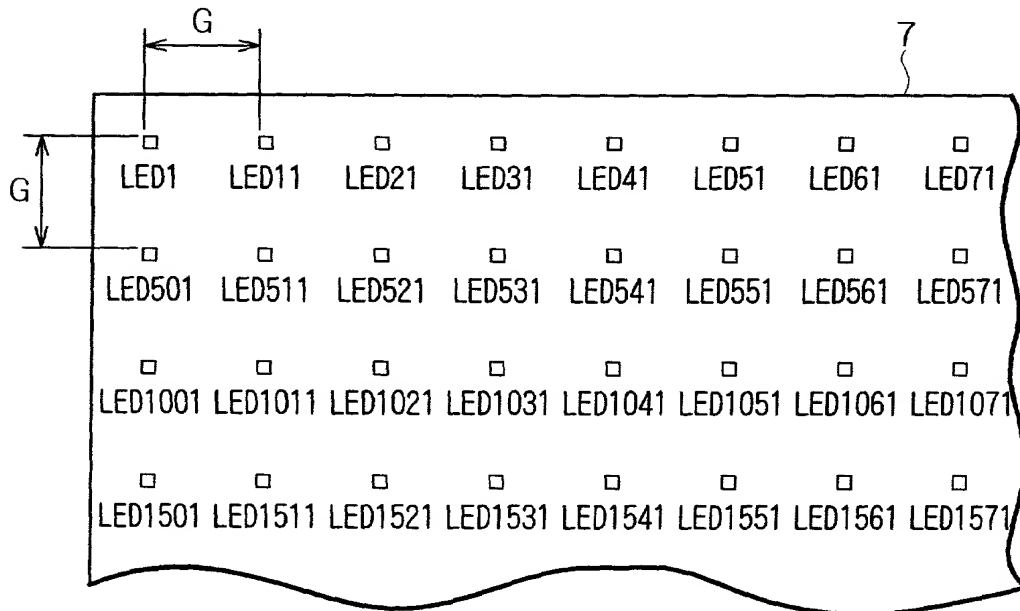 G
7
LED1 LED11 LED21 LED31 LED41 LED51 LED61 LED71
G
LED501 LED511 LED521 LED531 LED541 LED551 LED561 LED571
LED1001 LED1011 LED1021 LED1031 LED1041 LED1051 LED1061 LED1071
LED1501 LED1511 LED1521 LED1531 LED1541 LED1551 LED1561 LED1571